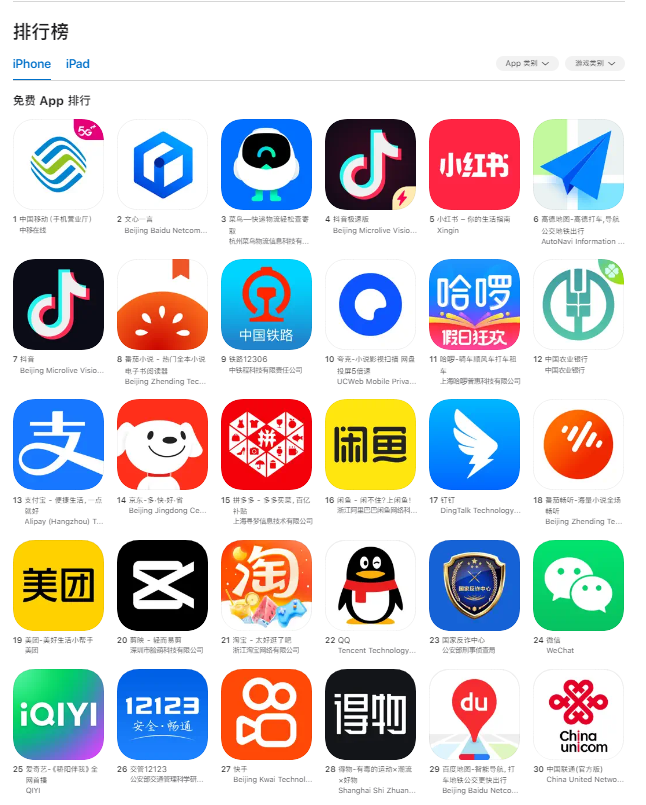 排行榜
iPhone
iPad
App 类别
游戏类别
免费 App 排行
5G+
小红书
1 中国移动(手机营业厅)
中移在线
2 文心一言
Beijing Baidu Netcom...
3 菜鸟—快递物流轻松查寄
取
杭州菜鸟物流信息科技有...
4 抖音极速版
Beijing Microlive Visio...
5 小红书 – 你的生活指南
Xingin
6 高德地图-高德打车,导航
公交地铁出行
AutoNavi Information ...
中国铁路
哈啰
假日狂欢
7 抖音
Beijing Microlive Visio...
8 番茄小说 - 热门全本小说
电子书阅读器
Beijing Zhending Tec...
9 铁路12306
中铁程科技有限责任公司
10 夸克-小说影视扫描 网盘
投屏5倍速
UCWeb Mobile Priva...
11 哈啰-骑车顺风车打车租
车
上海哈啰普惠科技有限公司
12 中国农业银行
中国农业银行
支
拼
闲鱼
13 支付宝 - 便捷生活,一点
就好
Alipay (Hangzhou) T...
14 京东-多·快·好·省
Beijing Jingdong Ce...
15 拼多多 - 多多买菜,百亿
补贴
上海寻梦信息技术有限公司
16 闲鱼 - 闲不住?上闲鱼!
浙江阿里巴巴闲鱼网络科...
17 钉钉
DingTalk Technology...
18 番茄畅听-海量小说全场
畅听
Beijing Zhending Te...
美团
淘
国家反诈中心
19 美团-美好生活小帮手
美团
20 剪映 - 轻而易剪
深圳市脸萌科技有限公司
21 淘宝 - 太好逛了吧
浙江淘宝网络有限公司
22 QQ
Tencent Technology...
23 国家反诈中心
公安部刑事侦查局
24 微信
WeChat
iQIYI
12123
安全·畅通
得物
du
China
unicom
25 爱奇艺-《骄阳伴我》全
网首播
QIYI
26 交管12123
公安部交通管理科学研...
27 快手
Beijing Kwai Technol...
28 得物-有毒的运动×潮流
×好物
Shanghai Shi Zhuan...
29 百度地图-智能导航,打
车地铁公交更快出行
Beijing Baidu Netco...
30 中国联通(官方版)
China United Netwo...